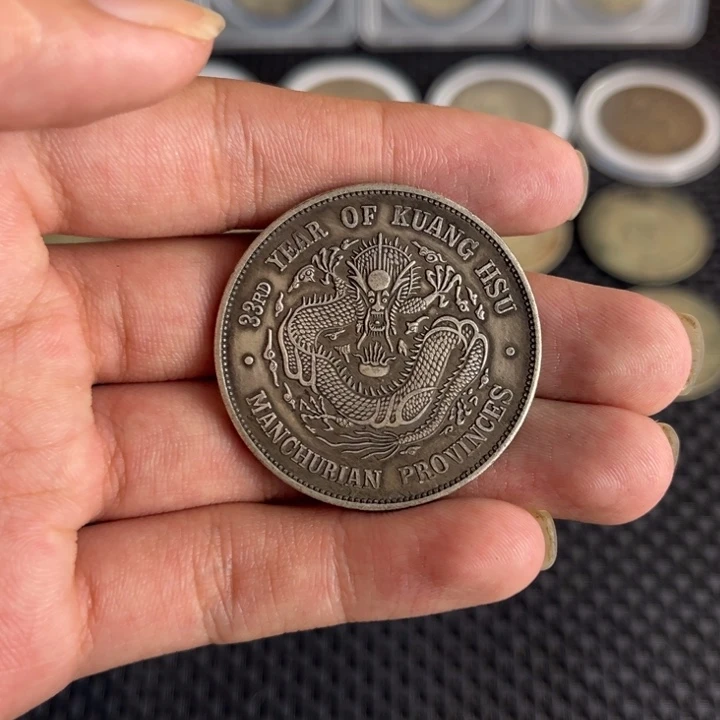 33RD YEAR OF KUANG HSU
MANCHURIAN PROVINCES